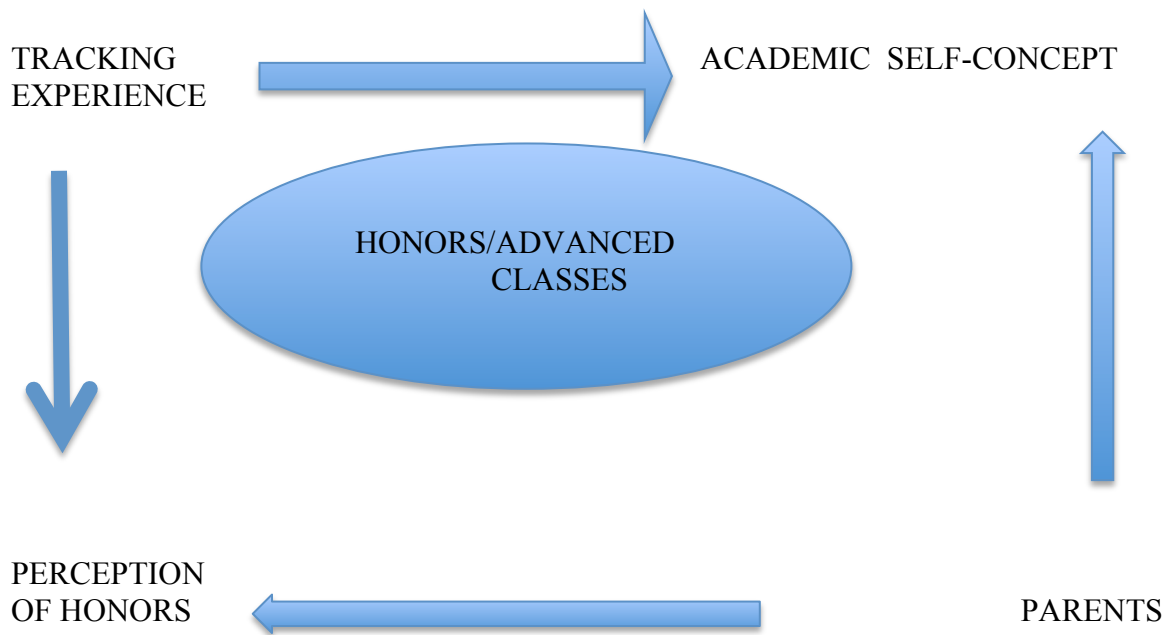 TRACKING
EXPERIENCE
ACADEMIC SELF-CONCEPT
HONORS/ADVANCED
CLASSES
PERCEPTION
OF HONORS
PARENTS